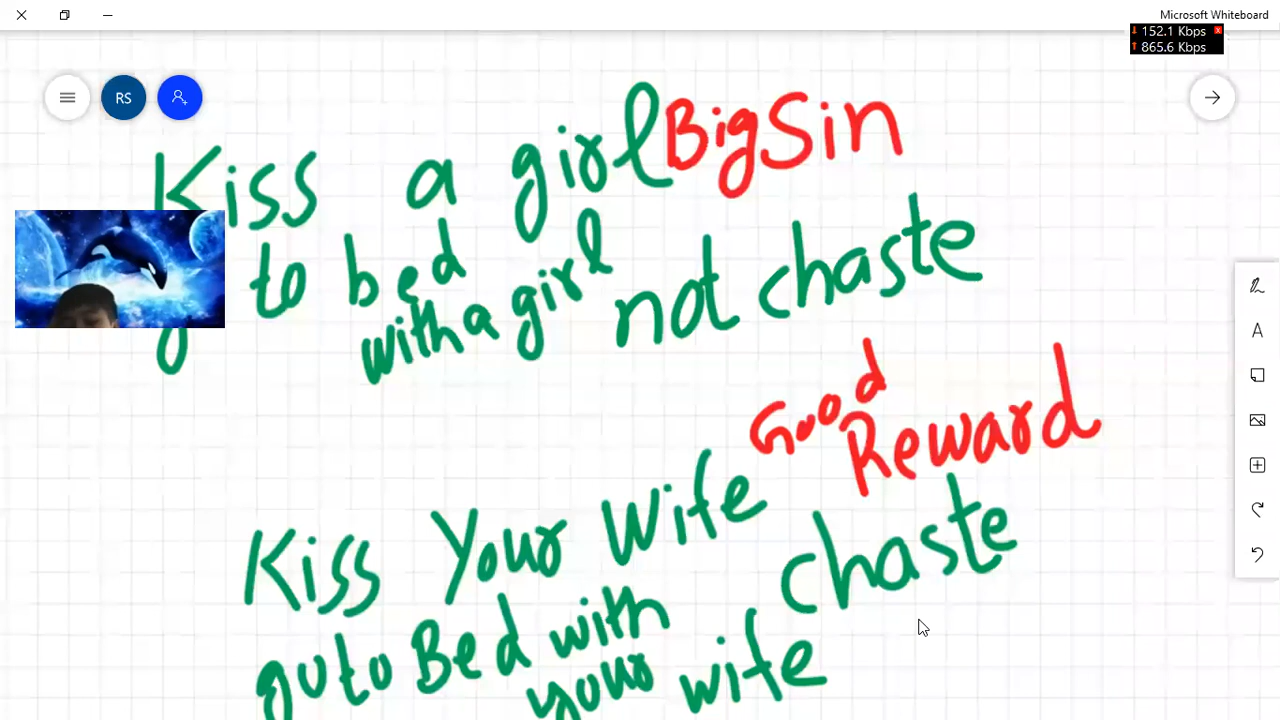 Microsoft Whiteboard
152.1 Kbps
865.6 Kbps
RS
Kiss a girl Big Sin
to bed
with a girl not chaste
Good
Reward
Kiss Your Wife
chaste
go to Bed with
your wife